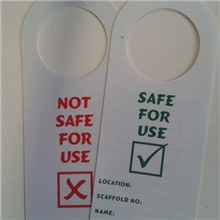 NOT
SAFE
FOR
USE
SAFE
FOR
USE
LOCATION:
SCAFFOLD NO:
NAME: